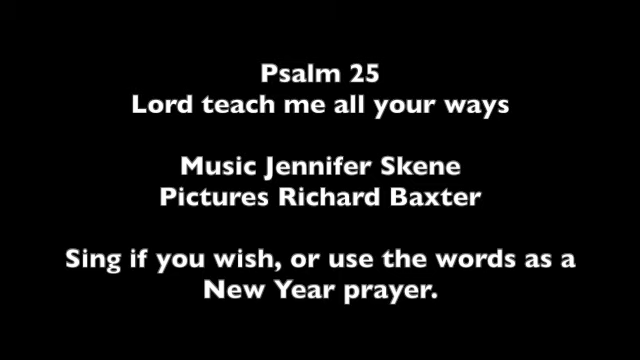 Psalm 25
Lord teach me all your ways
Music Jennifer Skene
Pictures Richard Baxter
Sing if you wish, or use the words as a
New Year prayer.